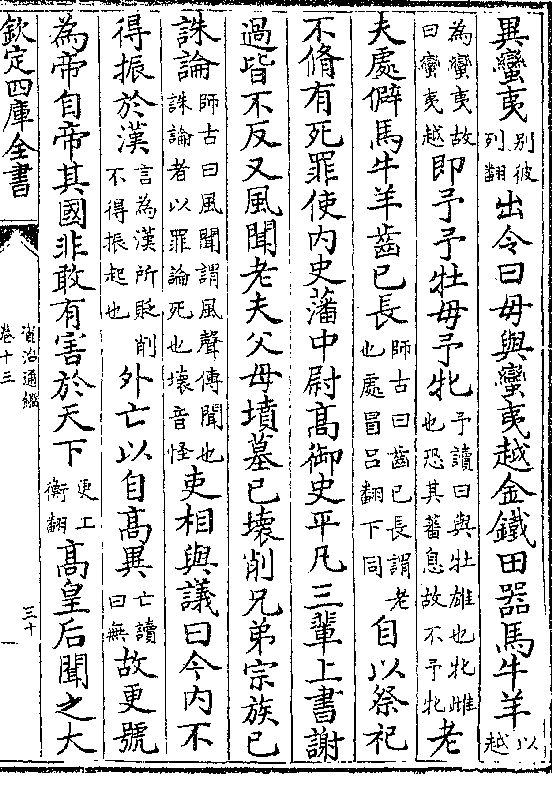 異蠻夷别彼列翻出令曰毋與蠻夷越金鐵田器馬牛羊以越
為蠻夷故曰蠻夷越即予予牡毋予牝予讀曰與牡雄也牝雌也恐其蕃息故不予牝老
夫處僻馬牛羊齒已長師古曰齒已長謂老也處昌吕翻下同自以祭祀
不脩有死罪使内史藩中尉髙御史平凡三軰上書謝
過皆不反又風聞老夫父母墳墓已壞削兄弟宗族已
誅論師古曰風聞謂風聲傳聞也誅論者以罪論死也壞音怪吏相與議曰今内不
得振於漢言為漢所貶削不得振起也外亡以自髙異亡讀曰無故更號
為帝自帝其國非敢有害於天下更工衡翻髙皇后聞之大
欽定四庫全書
資治通鑑
卷十三
三十